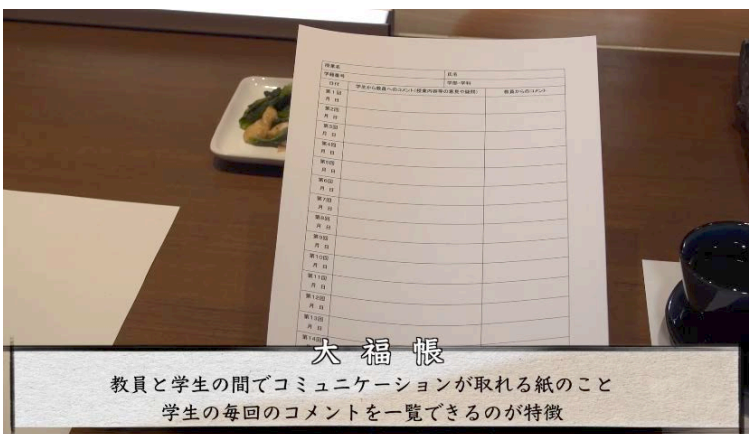 授業名
氏名
学籍番号
学部・学科
日付
学生から教員へのコメント(授業内容等の意見や疑問)
教員からのコメント
第1回
月 日
第2回
月 日
第3回
月 日
第4回
月 日
第5回
月 日
第6回
月 日
第7回
月 日
第8回
月 日
第9回
月 日
第10回
月 日
第11回
月 日
第12回
月 日
第13回
月 日
第14回
大福帳
教員と学生の間でコミュニケーションが取れる紙のこと
学生の毎回のコメントを一覧できるのが特徴